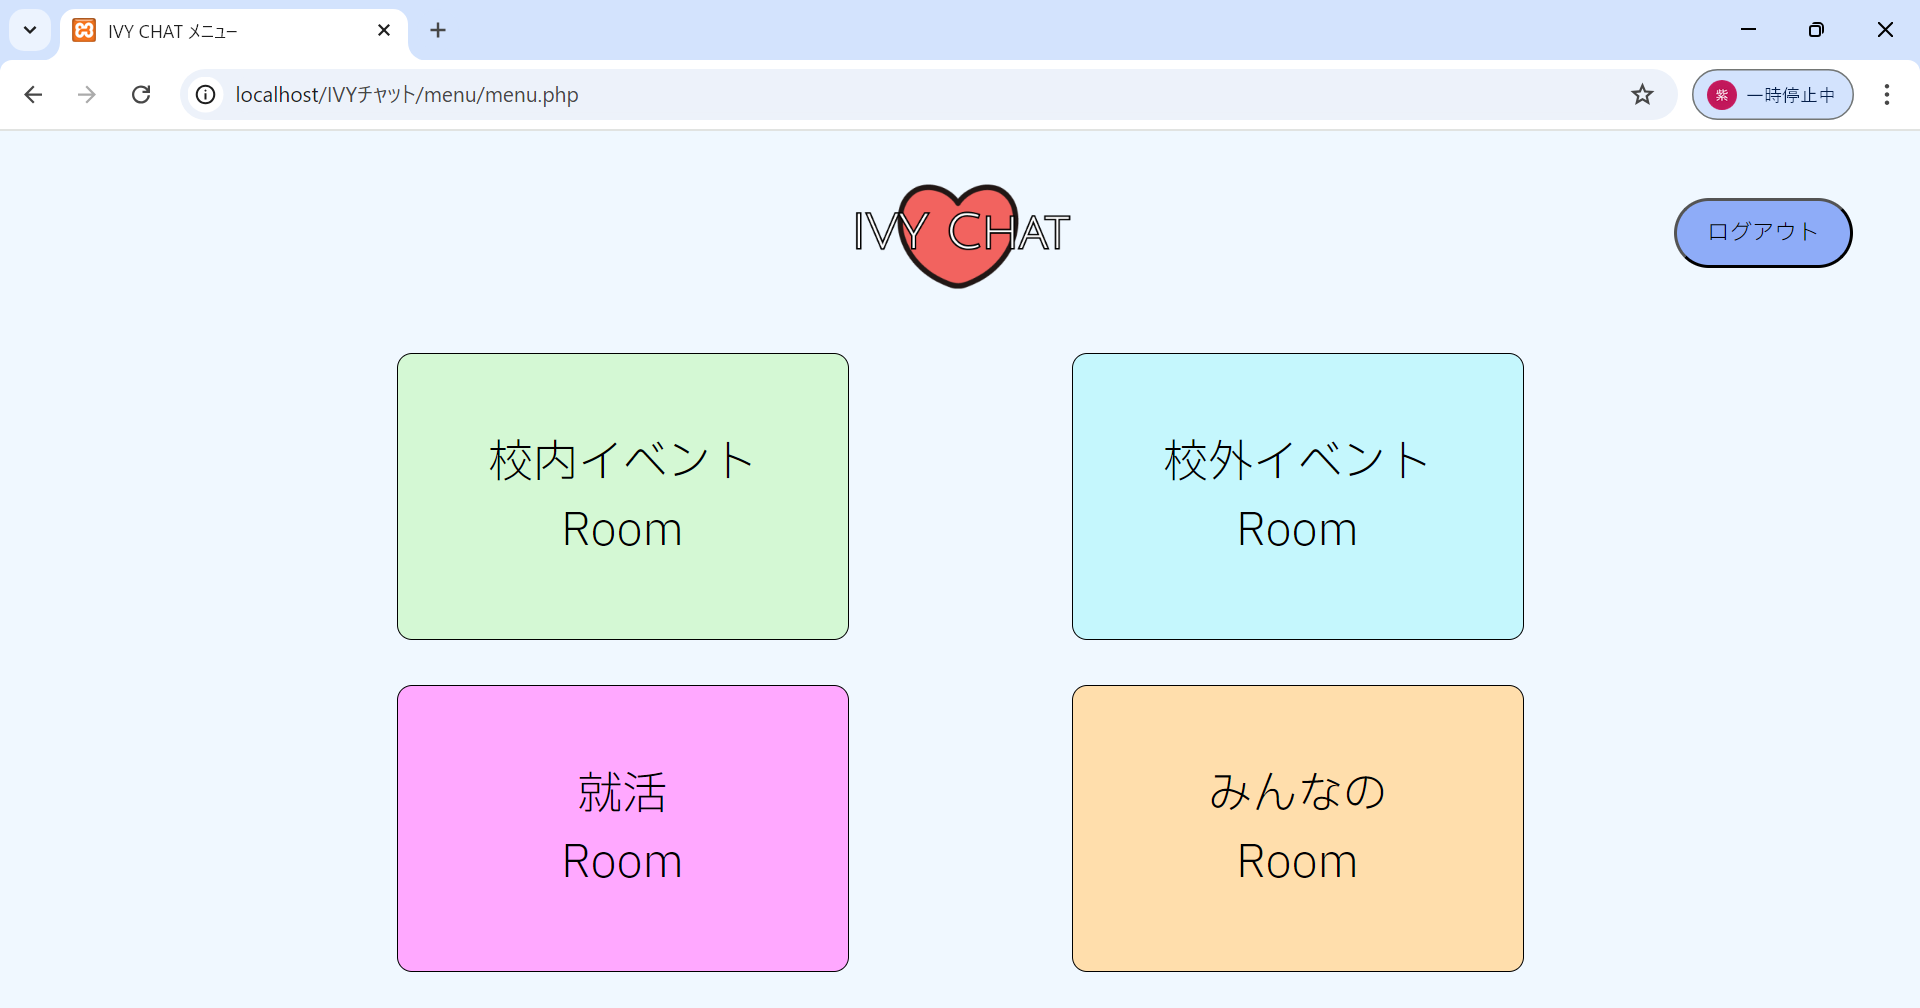 IVY CHAT メニュー
localhost/IVYチャット/menu/menu.php
紫 一時停止中
IVY CHAT
ログアウト
校内イベント
Room
校外イベント
Room
就活
Room
みんなの
Room